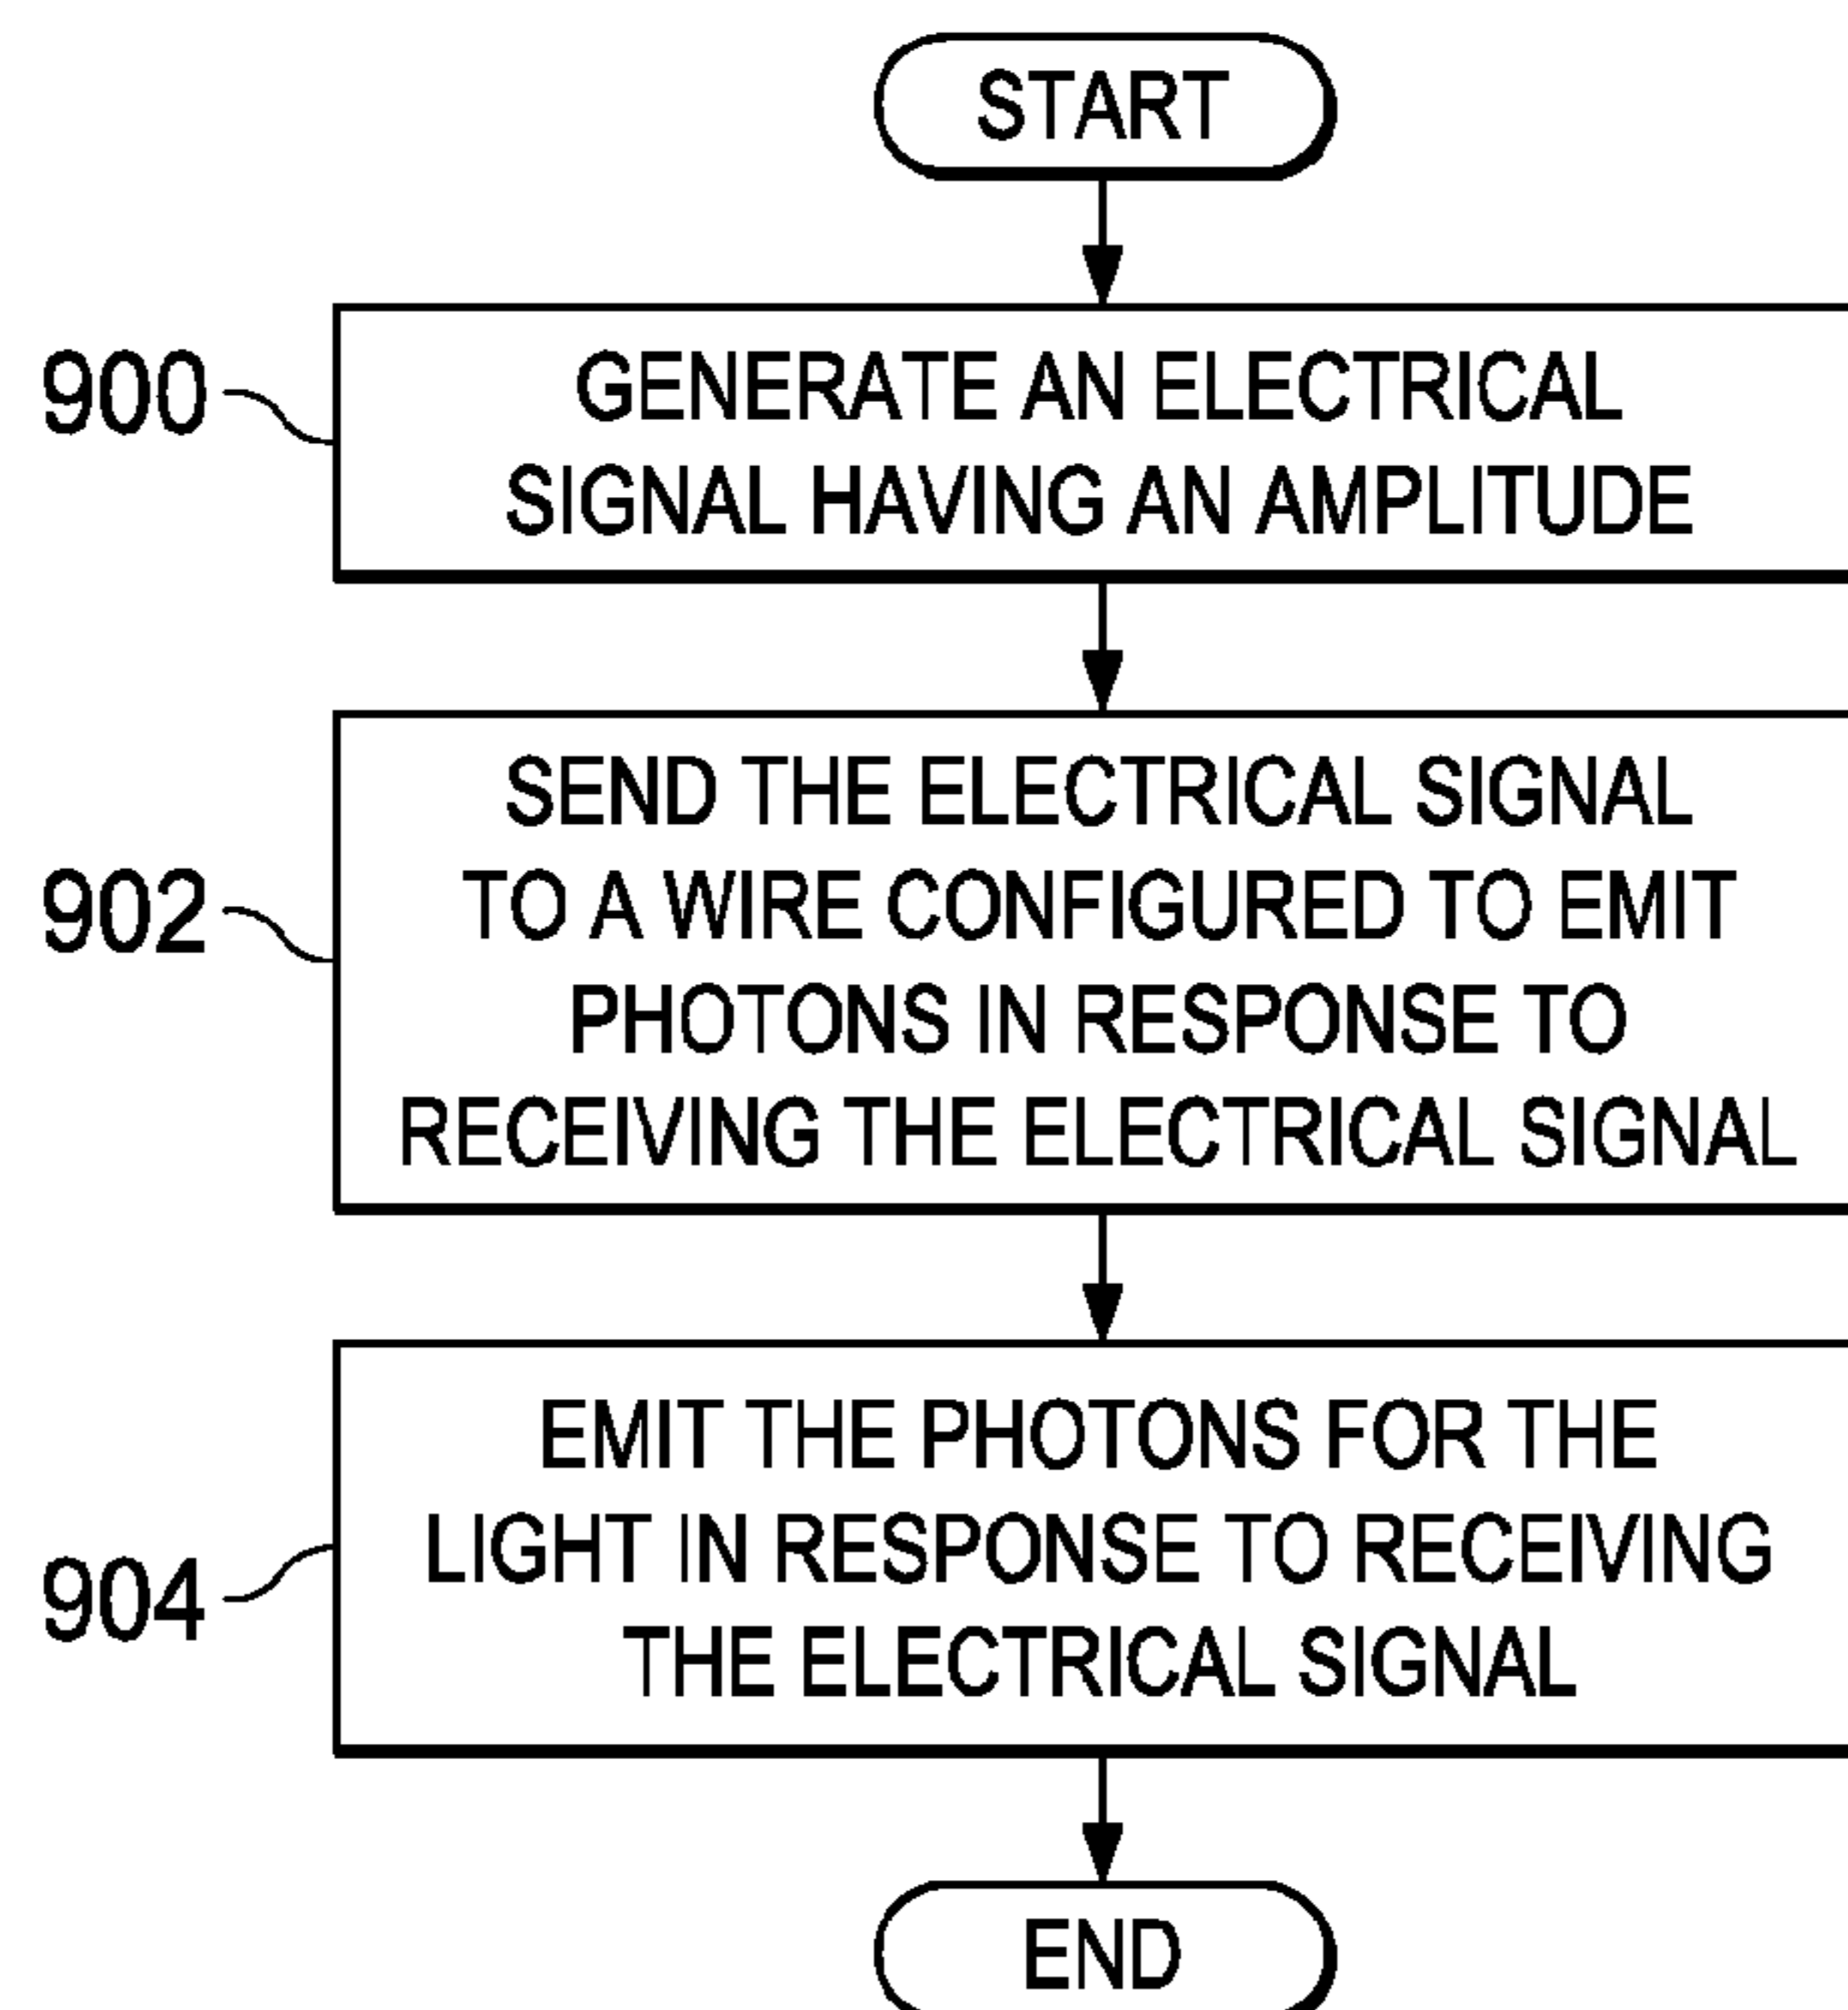 START
900
GENERATE AN ELECTRICAL
SIGNAL HAVING AN AMPLITUDE
902
SEND THE ELECTRICAL SIGNAL
TO A WIRE CONFIGURED TO EMIT
PHOTONS IN RESPONSE TO
RECEIVING THE ELECTRICAL SIGNAL
904
EMIT THE PHOTONS FOR THE
LIGHT IN RESPONSE TO RECEIVING
THE ELECTRICAL SIGNAL
END